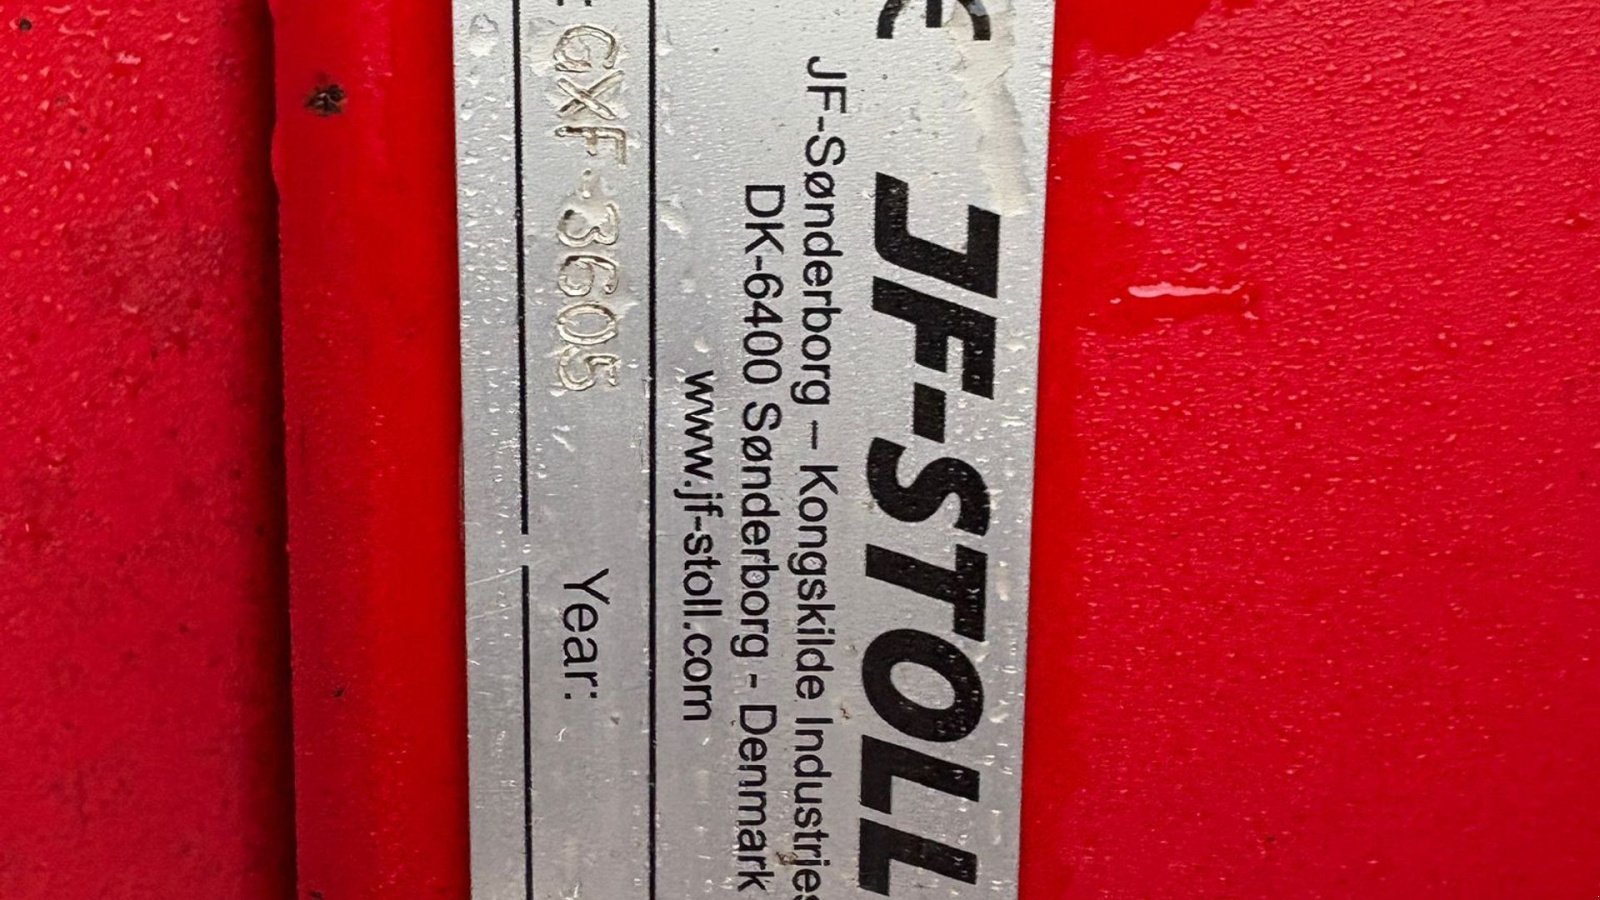 JF-STOLL
JF-Sønderborg – Kongskilde Industries
DK-6400 Sønderborg - Denmark
www.jf-stoll.com
GXF-3605 Year: